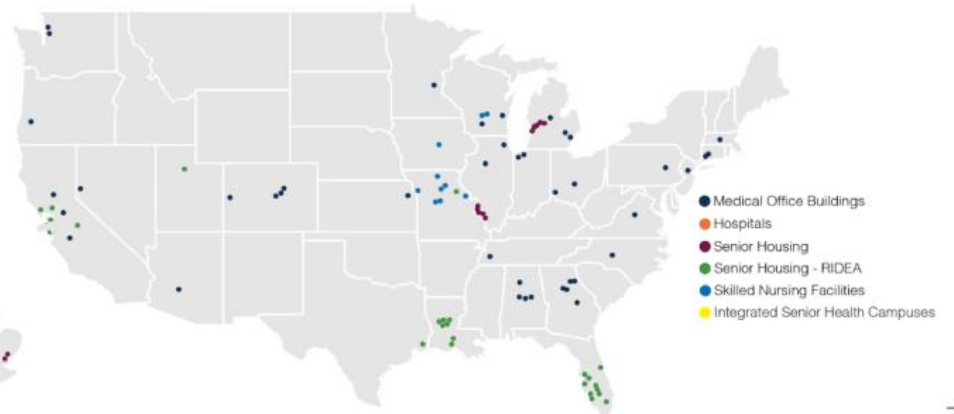 Medical Office Buildings
Hospitals
Senior Housing
Senior Housing - RIDEA
Skilled Nursing Facilities
Integrated Senior Health Campuses